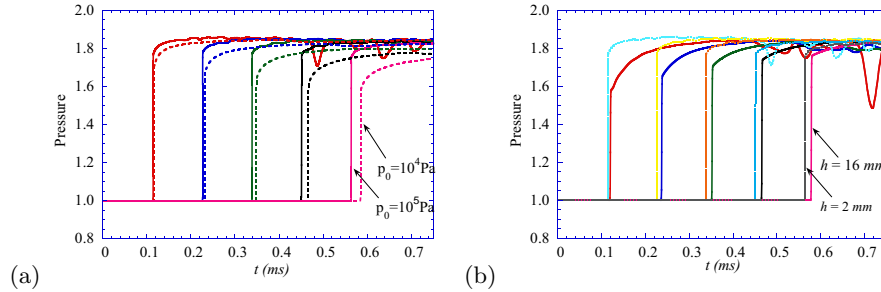 2.0
1.8
1.6
1.4
1.2
1.0
0.8
Pressure
0.0 0.1 0.2 0.3 0.4 0.5 0.6 0.7
t (ms)
p0=10^4Pa
p0=10^5Pa
(a)
2.0
1.8
1.6
1.4
1.2
1.0
0.8
Pressure
0.0 0.1 0.2 0.3 0.4 0.5 0.6 0.7
t (ms)
h = 16 mm
h = 2 mm
(b)